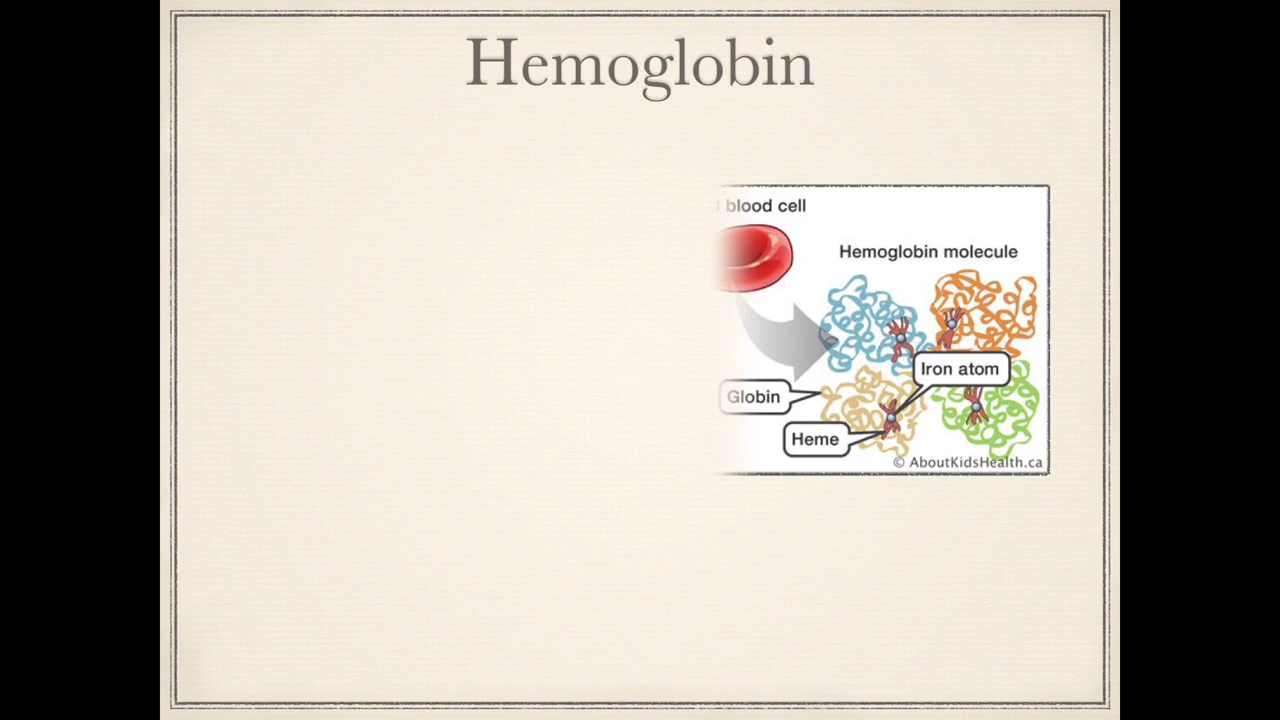 Hemoglobin
blood cell
Hemoglobin molecule
Iron atom
Globin
Heme
© AboutKidsHealth.ca